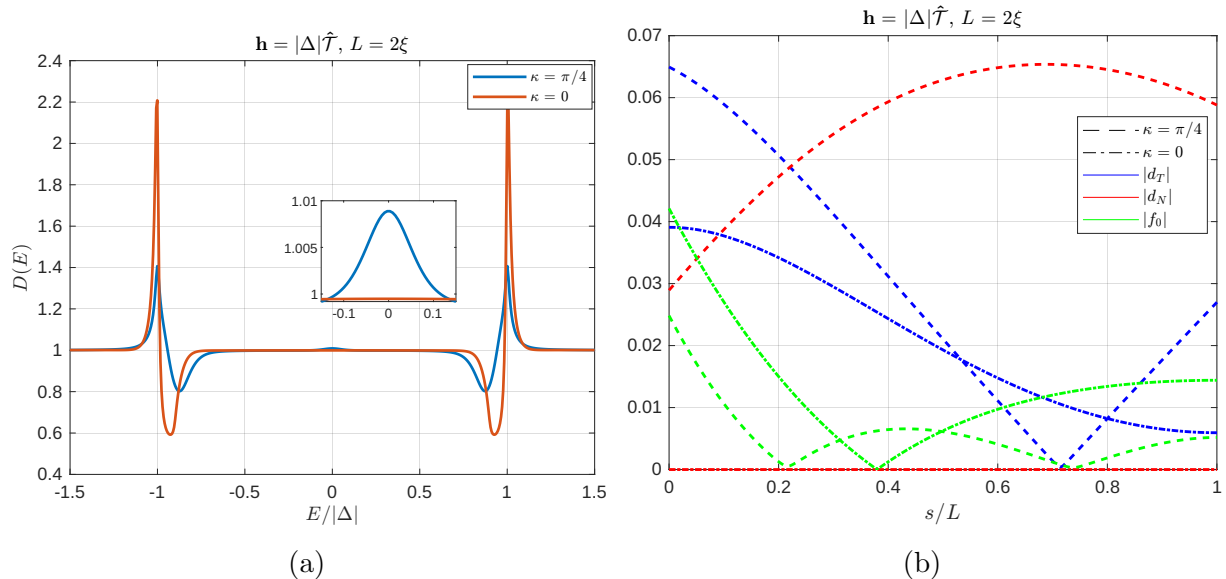 h = |Δ|𝒯̂, L = 2ξ
2.4
2.2
2
1.8
1.6
1.4
1.2
1
0.8
0.6
0.4
D(E)
κ = π/4
κ = 0
1.01
1.005
1
-0.1 0 0.1
-1.5 -1 -0.5 0 0.5 1 1.5
E/|Δ|
(a)
h = |Δ|𝒯̂, L = 2ξ
0.07
0.06
0.05
0.04
0.03
0.02
0.01
0
κ = π/4
κ = 0
|d_T|
|d_N|
|f_0|
0 0.2 0.4 0.6 0.8 1
s/L
(b)